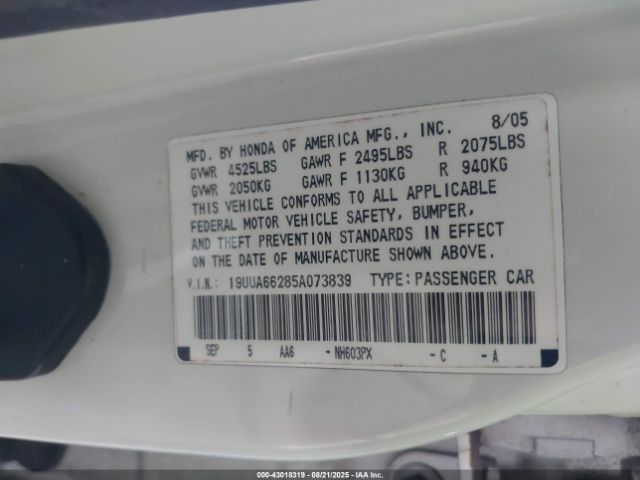 MFD. BY HONDA OF AMERICA MFG., INC. 8/05
GVWR 4525LBS GAWR F 2495LBS R 2075LBS
GVWR 2050KG GAWR F 1130KG R 940KG
THIS VEHICLE CONFORMS TO ALL APPLICABLE
FEDERAL MOTOR VEHICLE SAFETY, BUMPER,
AND THEFT PREVENTION STANDARDS IN EFFECT
ON THE DATE OF MANUFACTURE SHOWN ABOVE.
V.I.N.: 19UUA66285A073839 TYPE: PASSENGER CAR
SEP 5 AA6 -NH603PX -C -A
000-43018319 - 08/21/2025 - IAA Inc.